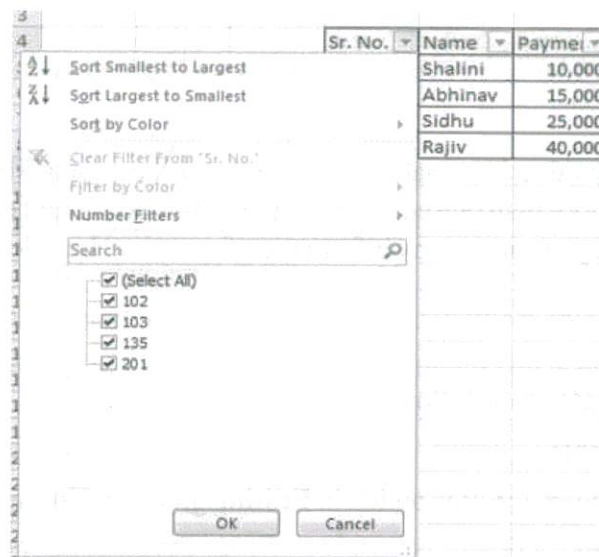 3
4
Sr. No. Name Paymei
Sort Smallest to Largest Shalini 10,000
Sort Largest to Smallest Abhinav 15,000
Sort by Color Sidhu 25,000
Clear Filter From "Sr. No." Rajiv 40,000
Filter by Color
Number Filters
Search
(Select All)
102
103
135
201
OK Cancel